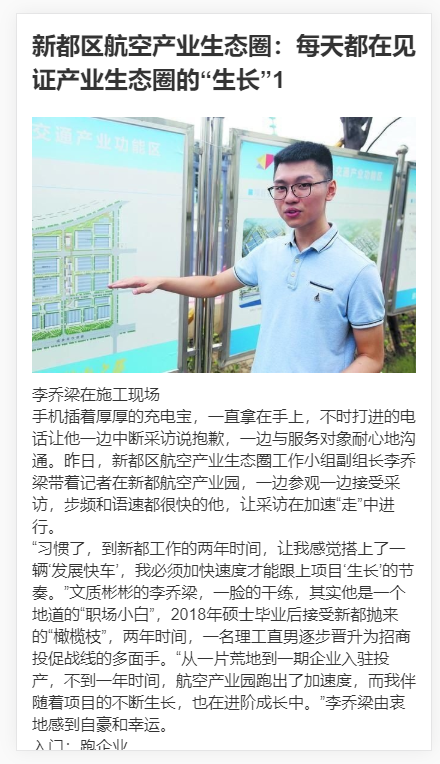 新都区航空产业生态圈：每天都在见
证产业生态圈的“生长”1
交通产业功能区
交通产业功能区
李乔梁在施工现场
手机插着厚厚的充电宝，一直拿在手上，不时打进的电
话让他一边中断采访说抱歉，一边与服务对象耐心地沟
通。昨日，新都区航空产业生态圈工作小组副组长李乔
梁带着记者在新都航空产业园，一边参观一边接受采
访，步频和语速都很快的他，让采访在加速“走”中进
行。
“习惯了，到新都工作的两年时间，让我感觉搭上了一
辆‘发展快车’，我必须加快速度才能跟上项目‘生长’的节
奏。”文质彬彬的李乔梁，一脸的干练，其实他是一个
地道的“职场小白”，2018年硕士毕业后接受新都抛来
的“橄榄枝”，两年时间，一名理工直男逐步晋升为招商
投促战线的多面手。“从一片荒地到一期企业入驻投
产，不到一年时间，航空产业园跑出了加速度，而我伴
随着项目的不断生长，也在进阶成长中。”李乔梁由衷
地感到自豪和幸运。
入门：跑企业